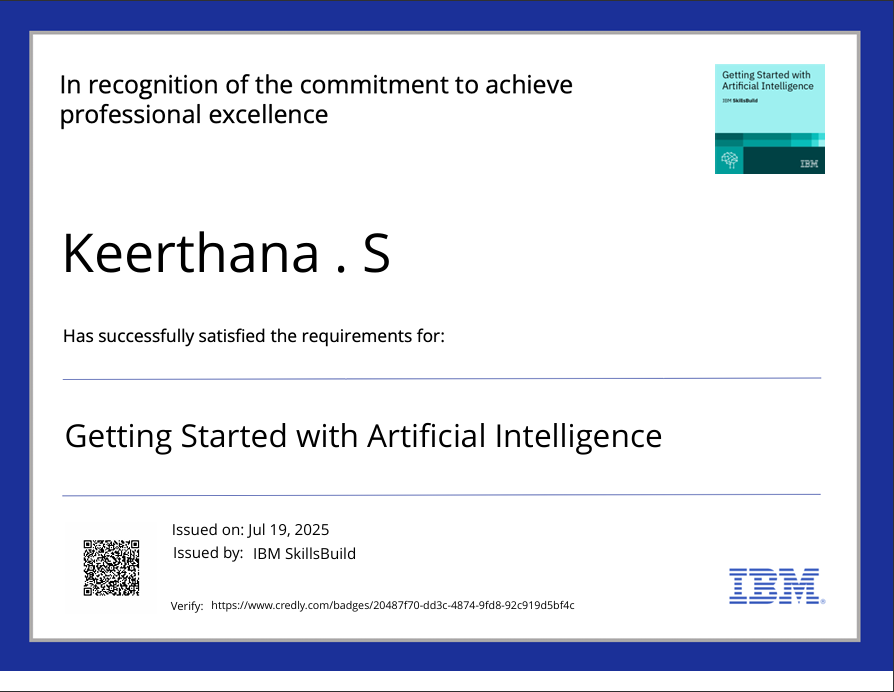 In recognition of the commitment to achieve
professional excellence
Getting Started with
Artificial Intelligence
IBM SkillsBuild
IBM
Keerthana . S
Has successfully satisfied the requirements for:
Getting Started with Artificial Intelligence
Issued on: Jul 19, 2025
Issued by: IBM SkillsBuild
Verify: https://www.credly.com/badges/20487f70-dd3c-4874-9fd8-92c919d5bf4c
IBM®